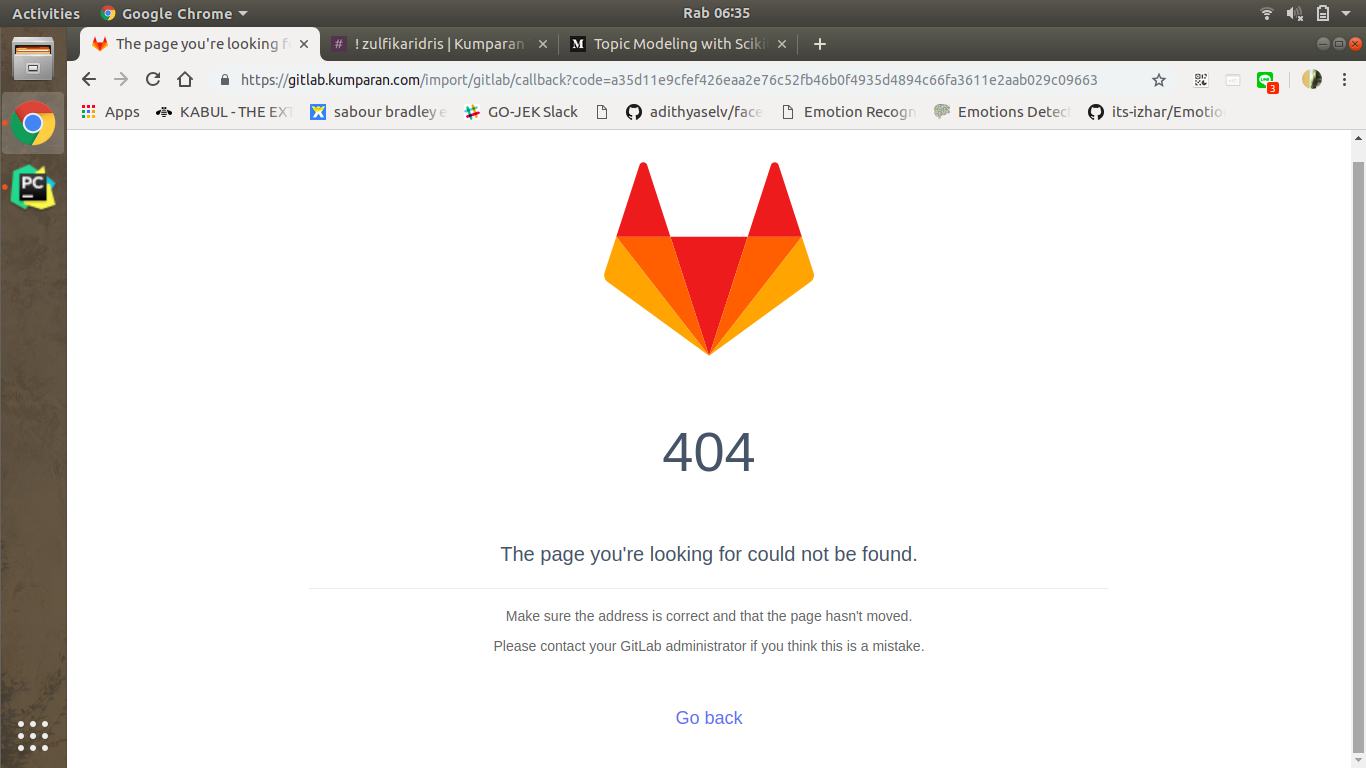 Activities Google Chrome Rab 06:35
The page you're looking f ! zulfikaridris | Kumparan Topic Modeling with Sciki
https://gitlab.kumparan.com/import/gitlab/callback?code=a35d11e9cfef426eaa2e76c52fb46b0f4935d4894c66fa3611e2aab029c09663 3
Apps KABUL - THE EXT sabour bradley e GO-JEK Slack adithyaselv/face Emotion Recogn Emotions Detect its-izhar/Emotio
PC
404
The page you're looking for could not be found.
Make sure the address is correct and that the page hasn't moved.
Please contact your GitLab administrator if you think this is a mistake.
Go back